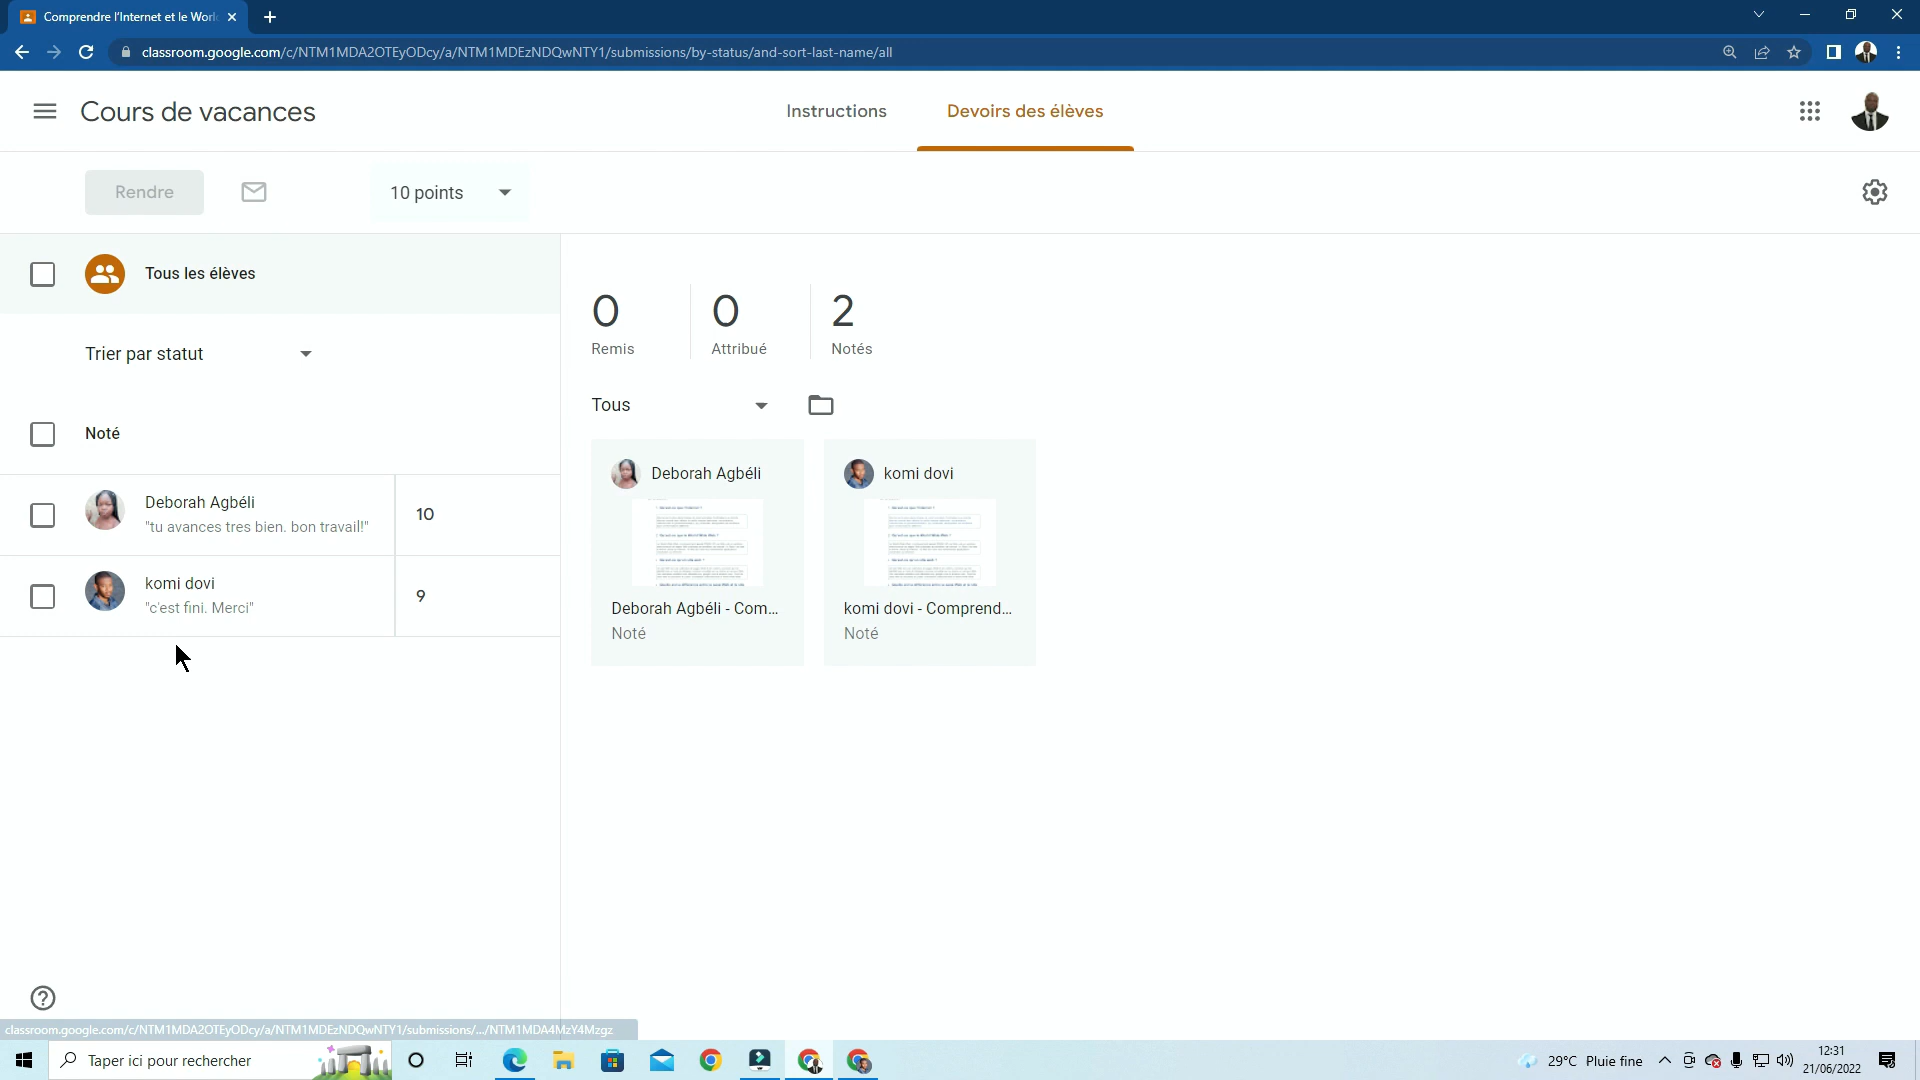 Comprendre l'Internet et le Worl
classroom.google.com/c/NTM1MDA2OTEyODcy/a/NTM1MDEzNDQwNTY1/submissions/by-status/and-sort-last-name/all
Cours de vacances
Instructions
Devoirs des élèves
Rendre
10 points
Tous les élèves
0
Remis
0
Attribué
2
Notés
Trier par statut
Tous
Noté
Deborah Agbéli
"tu avances tres bien. bon travail!"
10
komi dovi
"c'est fini. Merci"
9
Deborah Agbéli
Deborah Agbéli - Com...
Noté
komi dovi
komi dovi - Comprend...
Noté
classroom.google.com/c/NTM1MDA2OTEyODcy/a/NTM1MDEzNDQwNTY1/submissions/.../NTM1MDA4MzY4Mzgz
Taper ici pour rechercher
29°C Pluie fine
12:31
21/06/2022